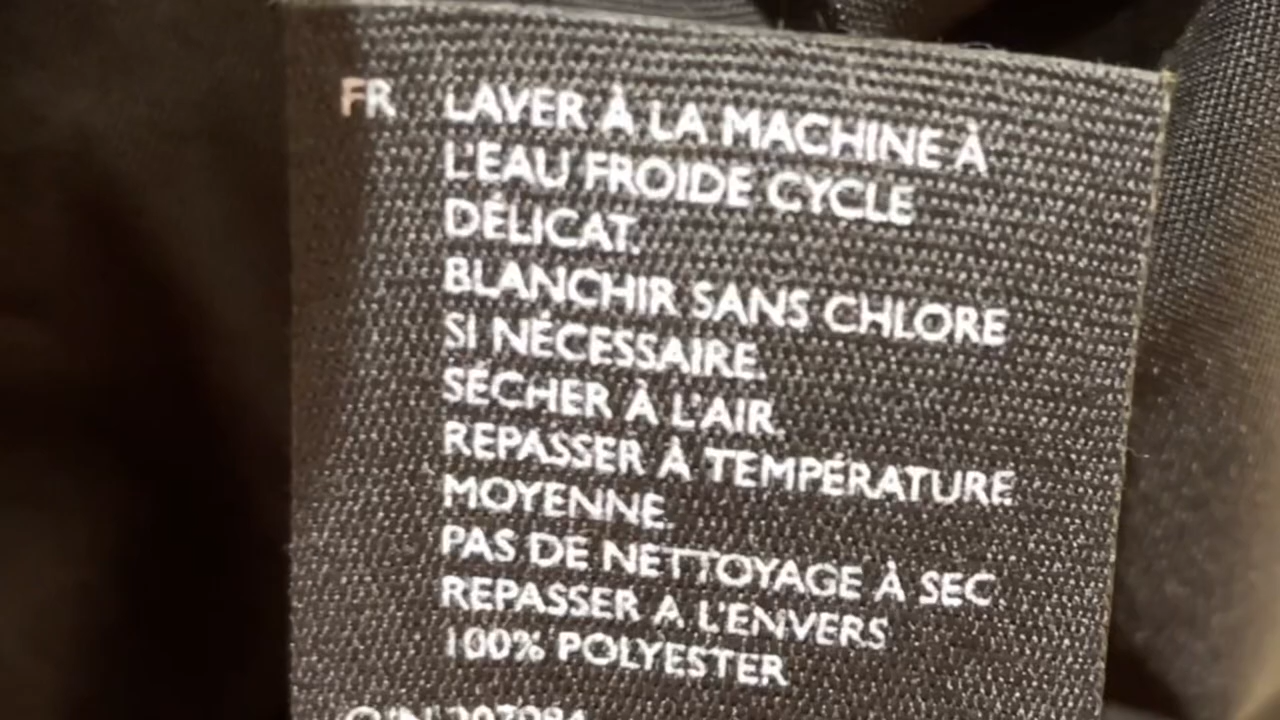 FR LAVER À LA MACHINE À
L'EAU FROIDE CYCLE
DÉLICAT.
BLANCHIR SANS CHLORE
SI NÉCESSAIRE.
SÉCHER À L'AIR.
REPASSER À TEMPÉRATURE
MOYENNE.
PAS DE NETTOYAGE À SEC.
REPASSER A L'ENVERS
100% POLYESTER